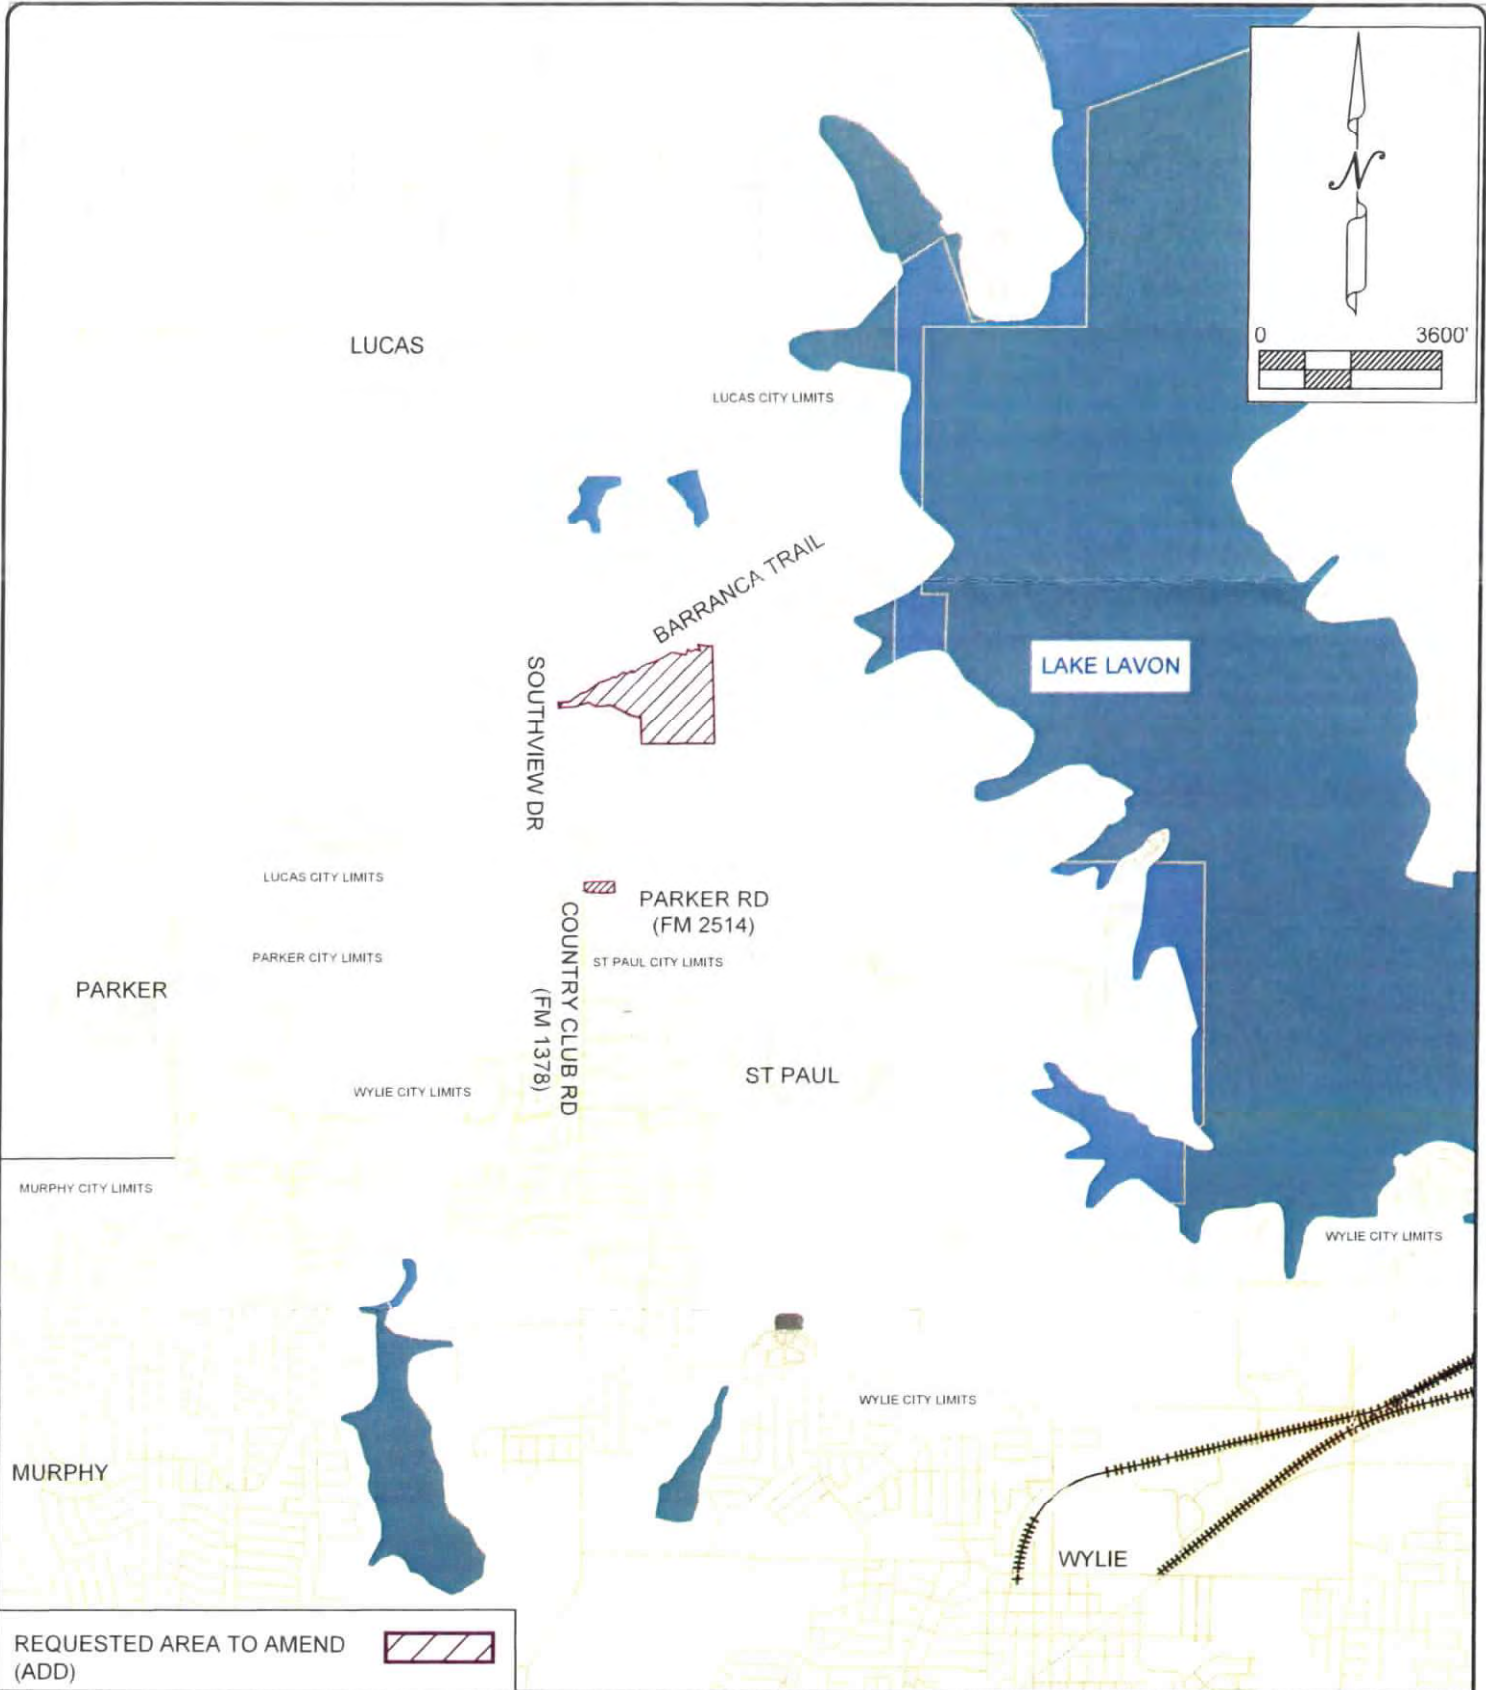 N
0 3600'
LUCAS
LUCAS CITY LIMITS
BARRANCA TRAIL
SOUTHVIEW DR
LAKE LAVON
LUCAS CITY LIMITS
PARKER RD
(FM 2514)
COUNTRY CLUB RD
(FM 1378)
PARKER CITY LIMITS
ST PAUL CITY LIMITS
PARKER
ST PAUL
WYLIE CITY LIMITS
MURPHY CITY LIMITS
WYLIE CITY LIMITS
WYLIE CITY LIMITS
MURPHY
WYLIE
REQUESTED AREA TO AMEND
(ADD)